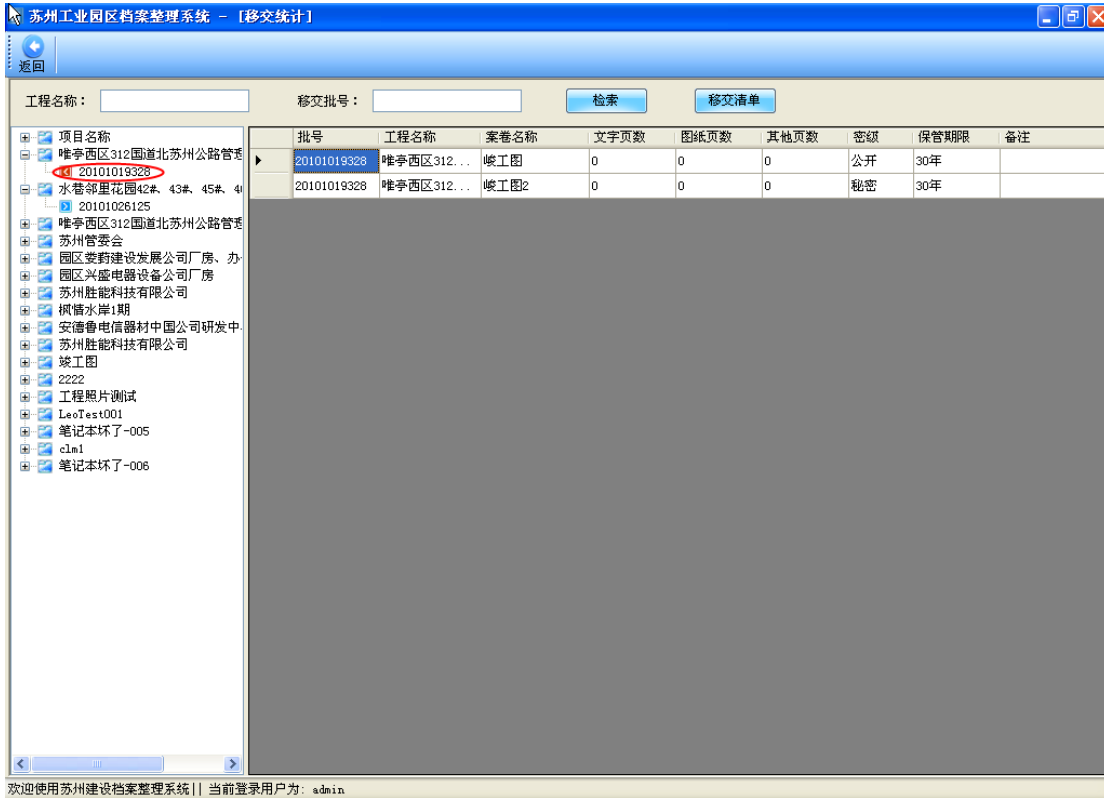 苏州工业园区档案整理系统 - [移交统计]
返回
工程名称： 移交批号： 检索 移交清单
项目名称
唯亭西区312国道北苏州公路管理
20101019328
水巷邻里花园42#、43#、45#、4
20101026125
唯亭西区312国道北苏州公路管理
苏州管委会
园区娄葑建设发展公司厂房、办
园区兴盛电器设备公司厂房
苏州胜能科技有限公司
枫情水岸1期
安德鲁电信器材中国公司研发中
苏州胜能科技有限公司
竣工图
2222
工程照片测试
LeoTest001
笔记本坏了-005
clm1
笔记本坏了-006
批号 工程名称 案卷名称 文字页数 图纸页数 其他页数 密级 保管期限 备注
20101019328 唯亭西区312... 峻工图 0 0 0 公开 30年
20101019328 唯亭西区312... 峻工图2 0 0 0 秘密 30年
欢迎使用苏州建设档案整理系统|| 当前登录用户为: admin